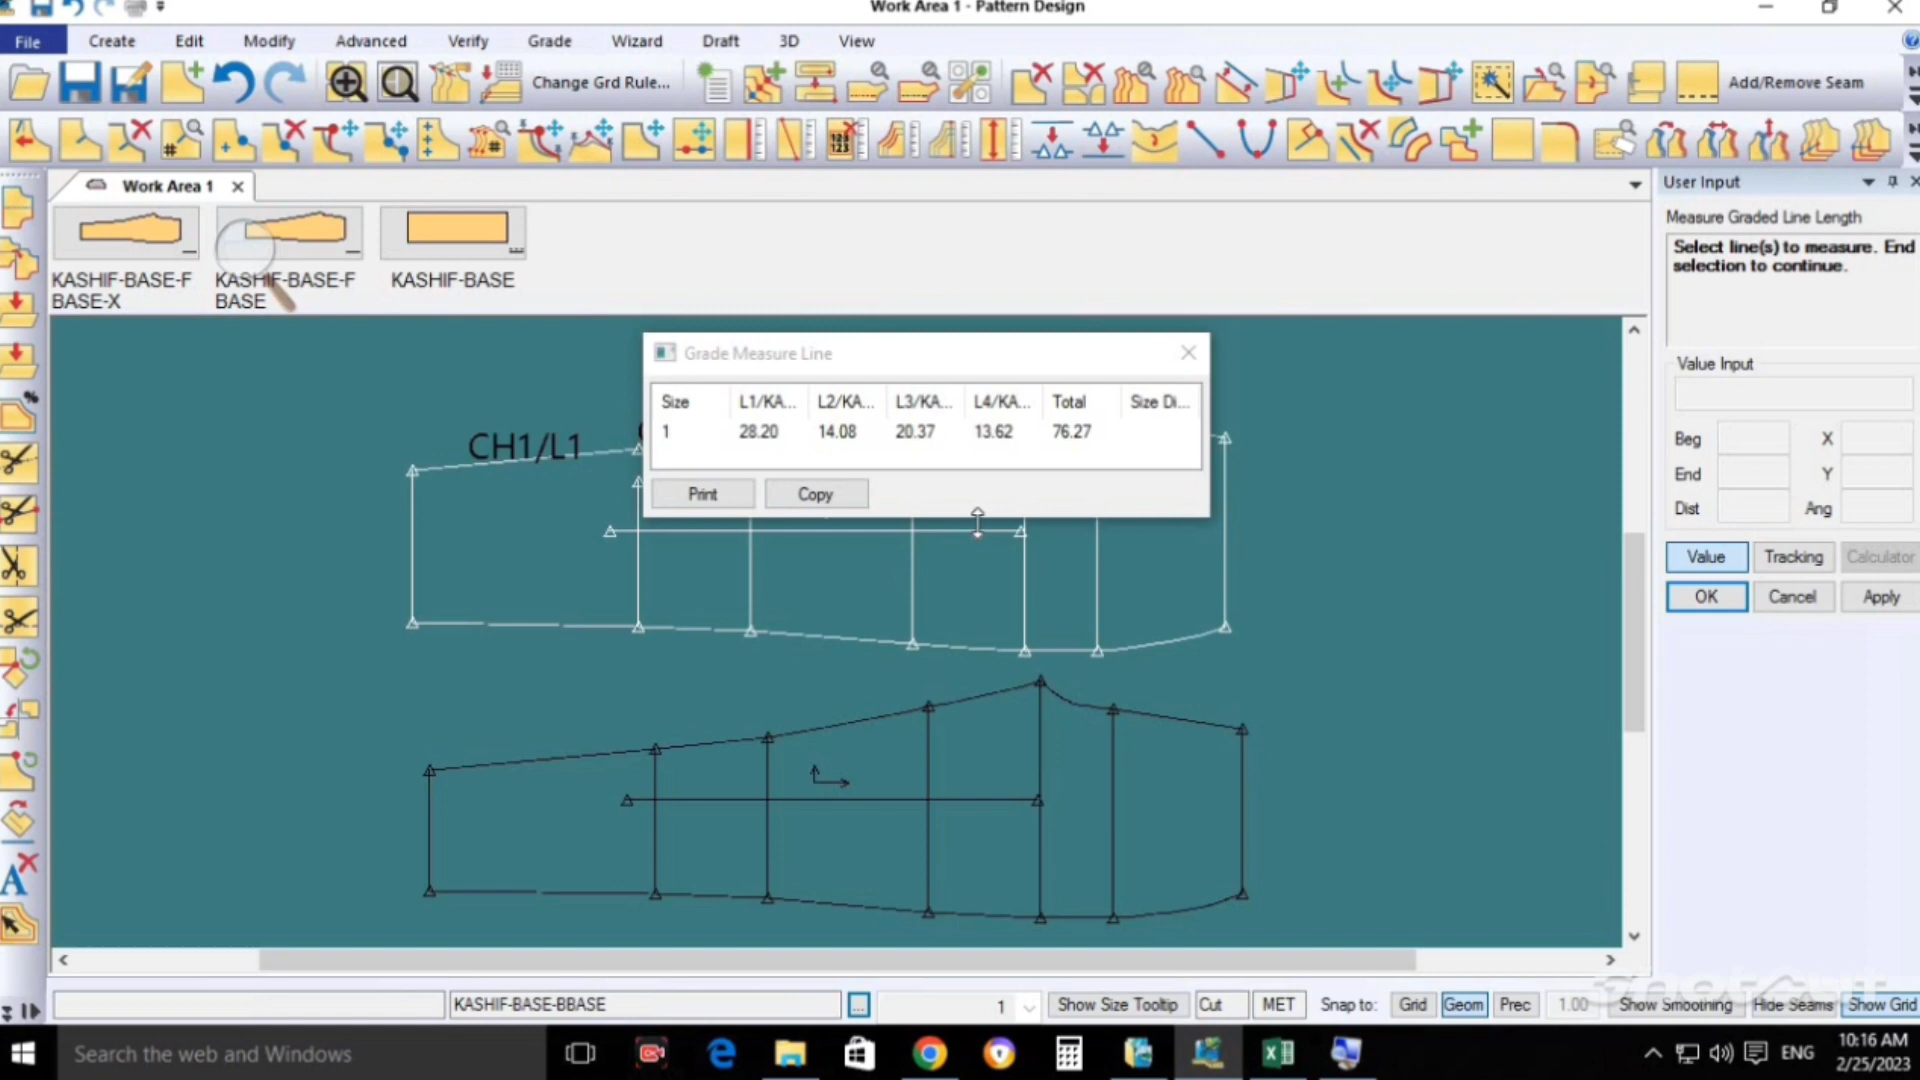 Work Area 1 - Pattern Design
File Create Edit Modify Advanced Verify Grade Wizard Draft 3D View
Change Grd Rule... Add/Remove Seam
Work Area 1
User Input
Measure Graded Line Length
Select line(s) to measure. End
selection to continue.
KASHIF-BASE-F
BASE-X
KASHIF-BASE-F
BASE
KASHIF-BASE
Grade Measure Line
Size L1/KA... L2/KA... L3/KA... L4/KA... Total Size Di...
1 28.20 14.08 20.37 13.62 76.27
Print Copy
CH1/L1
Value Input
Beg X
End Y
Dist Ang
Value Tracking Calculator
OK Cancel Apply
KASHIF-BASE-BBASE ... 1 Show Size Tooltip Cut MET Snap to: Grid Geom Prec 1.00 Show Smoothing Hide Seams Show Grid
Search the web and Windows
ENG
10:16 AM
2/25/2023